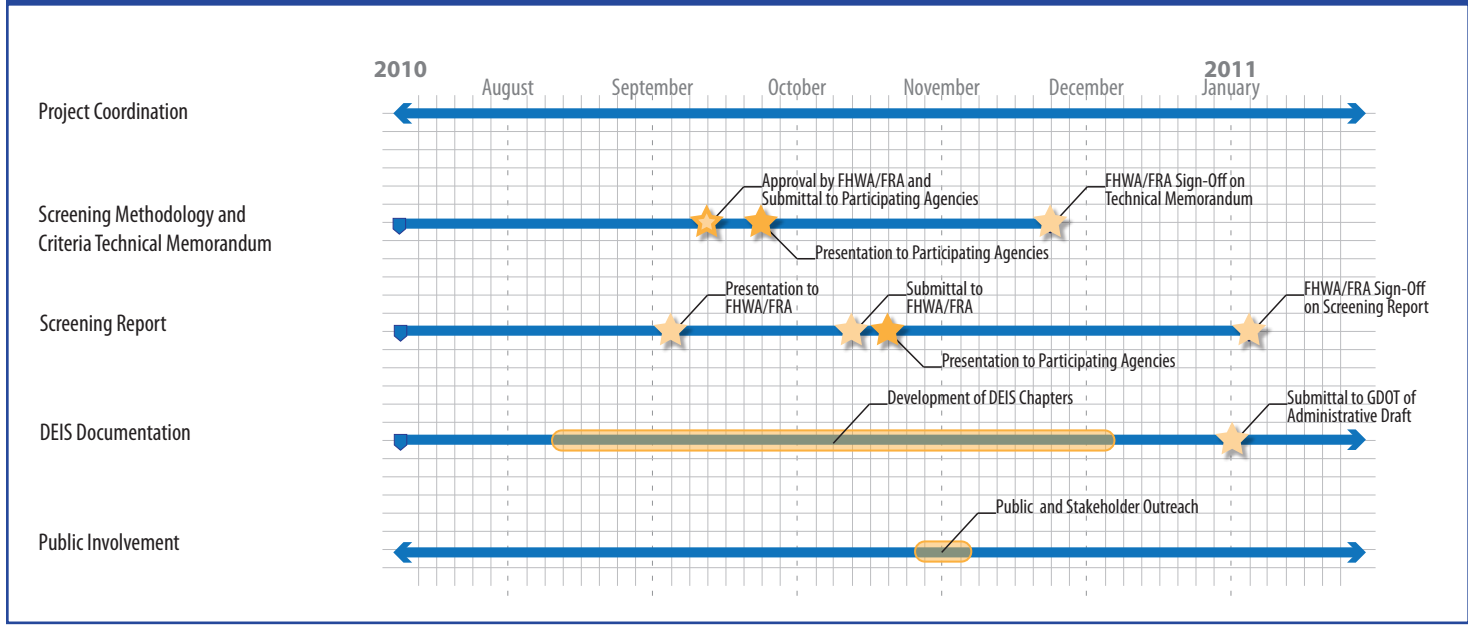 2010
2011
August
September
October
November
December
January
Project Coordination
Approval by FHWA/FRA and
Submittal to Participating Agencies
FHWA/FRA Sign-Off on
Technical Memorandum
Screening Methodology and
Criteria Technical Memorandum
Presentation to Participating Agencies
Presentation to
FHWA/FRA
Submittal to
FHWA/FRA
FHWA/FRA Sign-Off
on Screening Report
Screening Report
Presentation to Participating Agencies
Development of DEIS Chapters
Submittal to GDOT of
Administrative Draft
DEIS Documentation
Public and Stakeholder Outreach
Public Involvement